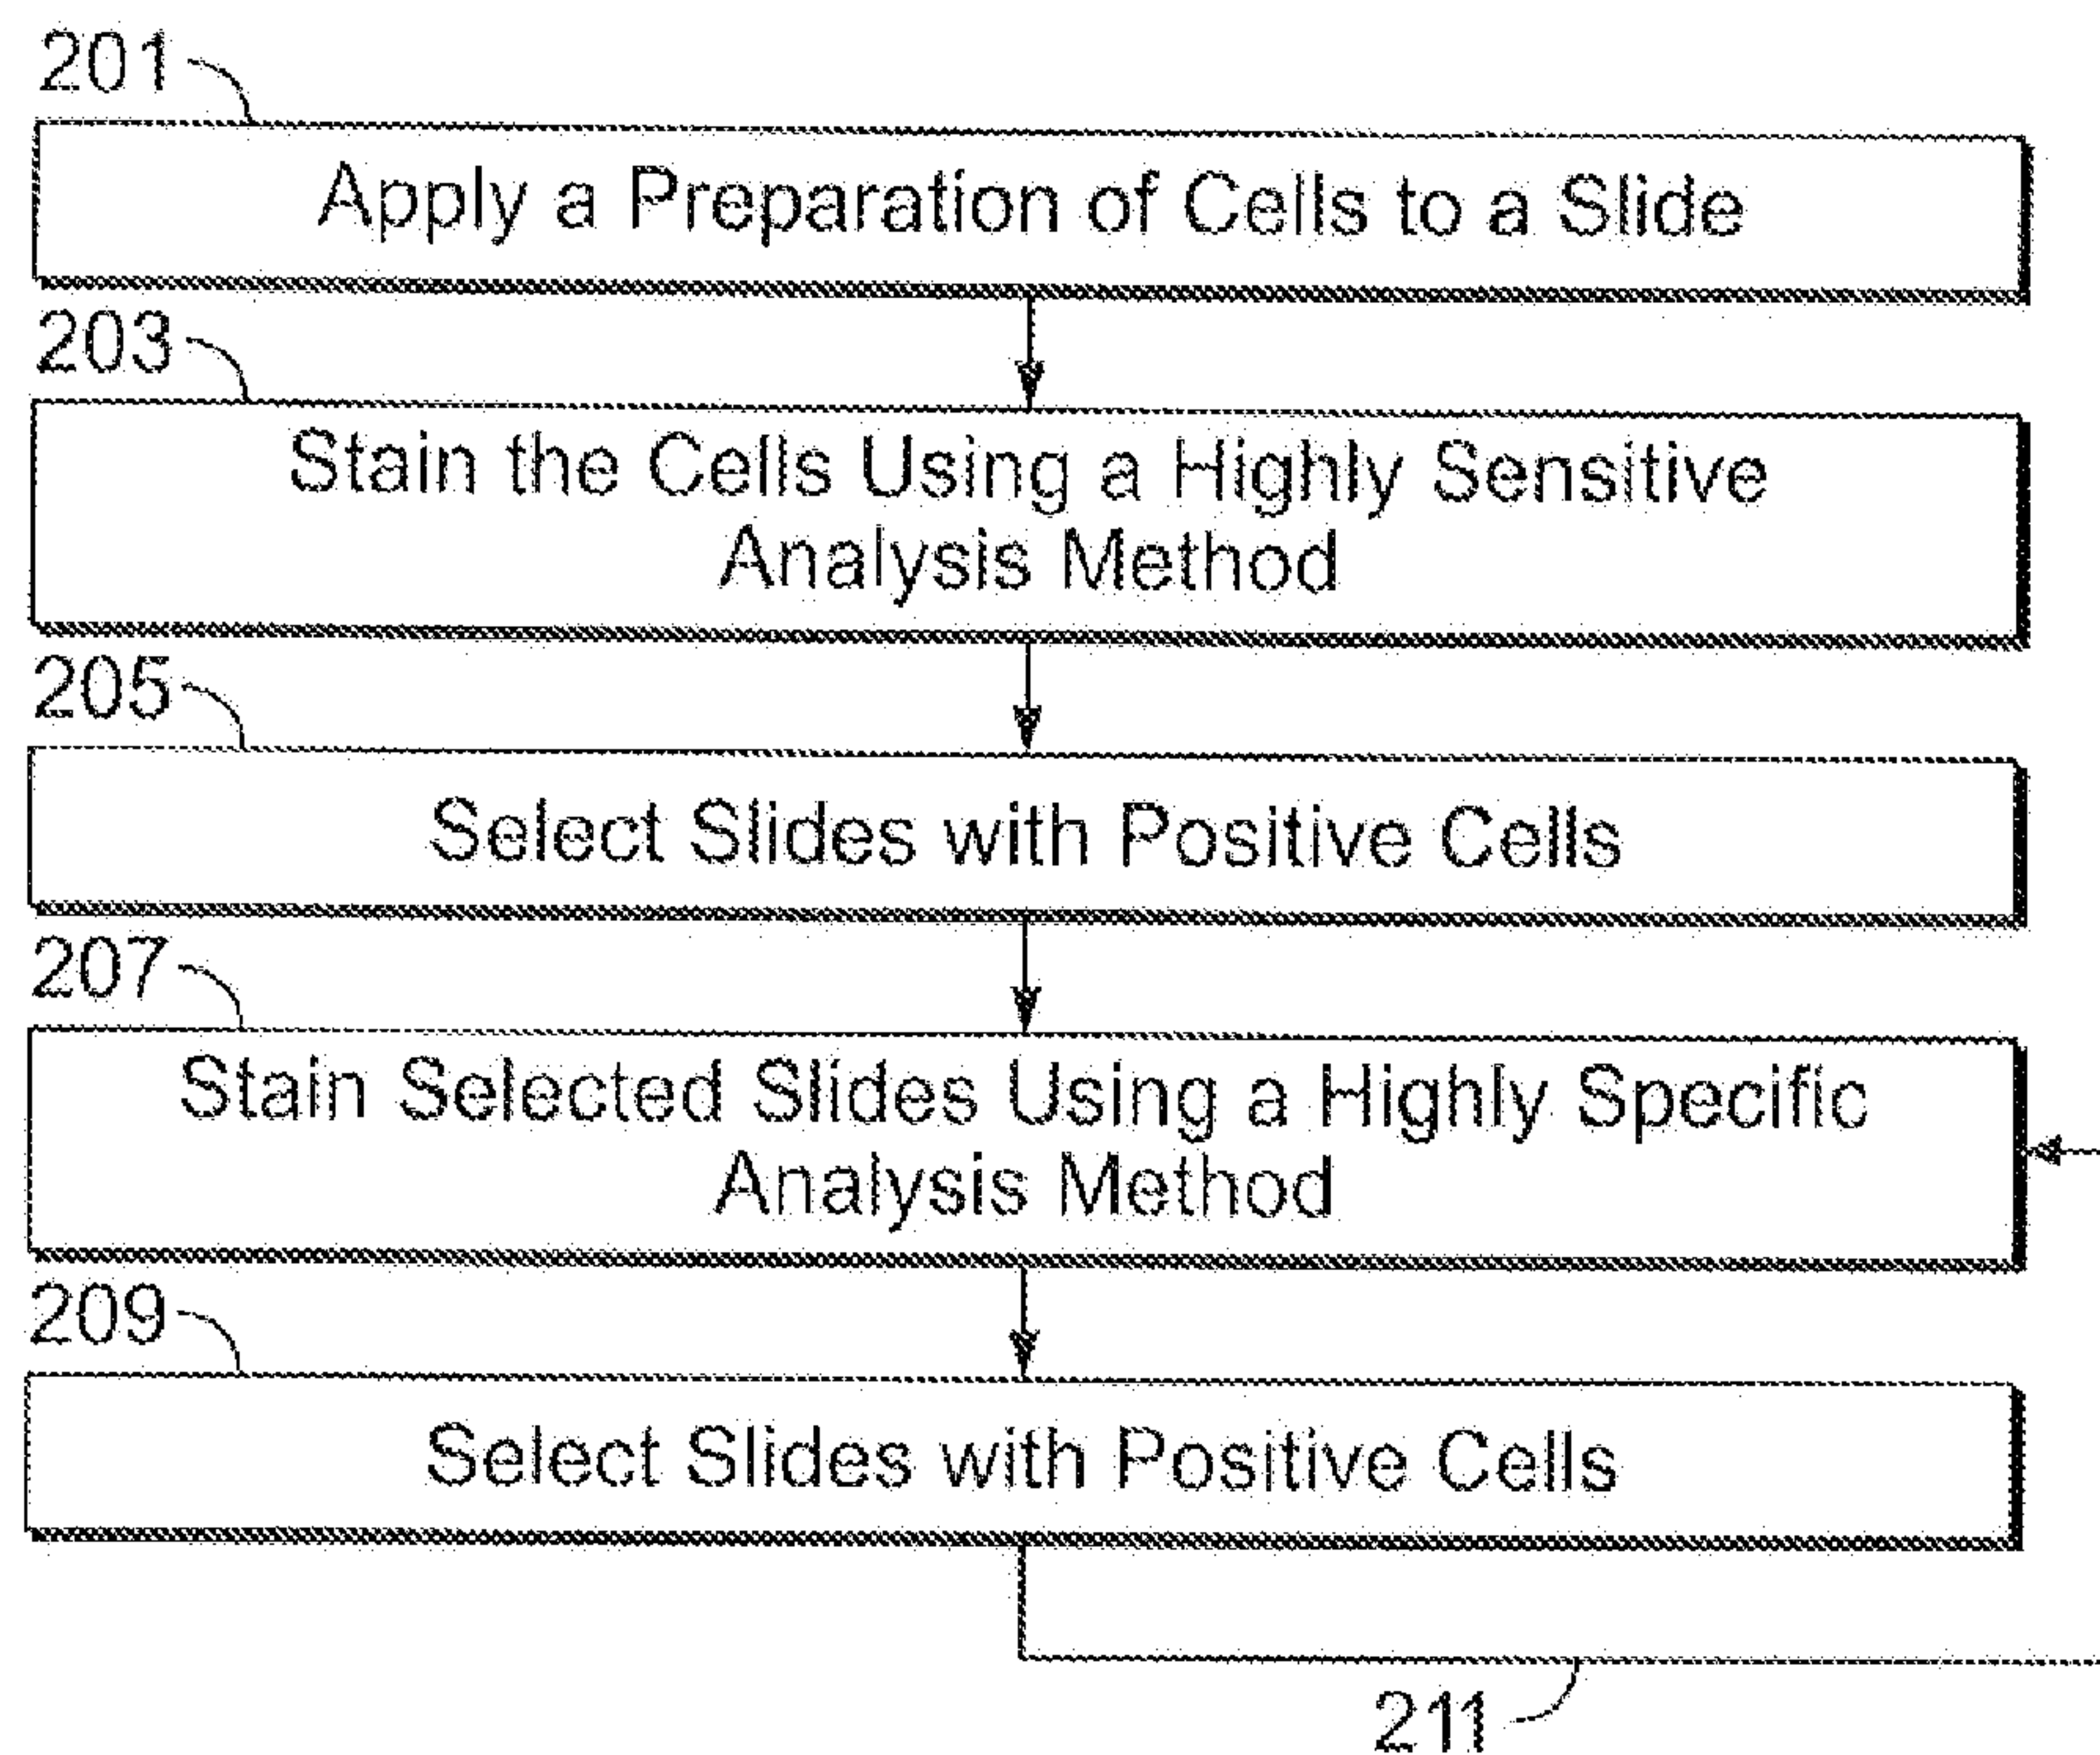 201
Apply a Preparation of Cells to a Slide
203
Stain the Cells Using a Highly Sensitive
Analysis Method
205
Select Slides with Positive Cells
207
Stain Selected Slides Using a Highly Specific
Analysis Method
209
Select Slides with Positive Cells
211